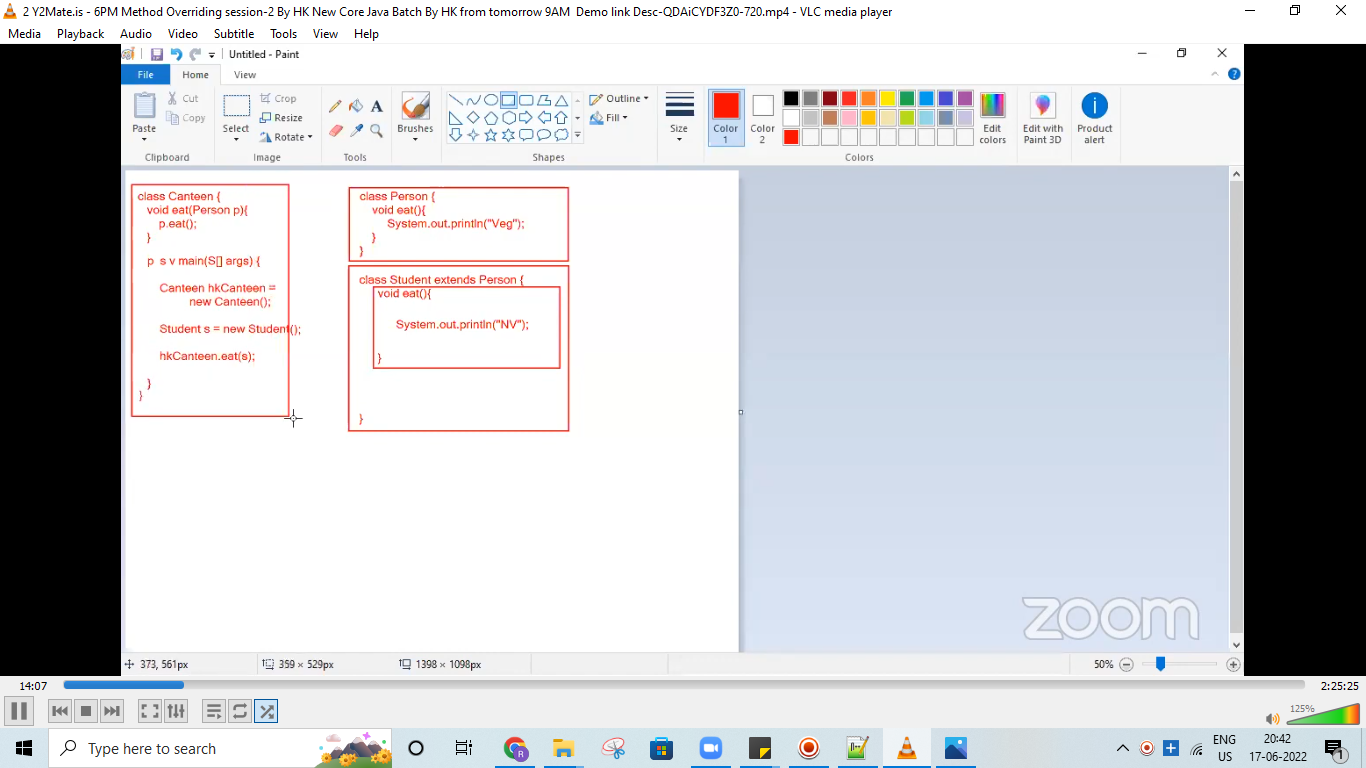 2 Y2Mate.is - 6PM Method Overriding session-2 By HK New Core Java Batch By HK from tomorrow 9AM  Demo link Desc-QDAiCYDF3Z0-720.mp4 - VLC media player
Media Playback Audio Video Subtitle Tools View Help
Untitled - Paint
File Home View
Paste
Cut
Copy
Clipboard
Select
Crop
Resize
Rotate
Image
A
Tools
Brushes
Shapes
Outline
Fill
Size
Color 1
Color 2
Edit colors
Colors
Edit with Paint 3D
Product alert
class Canteen {
void eat(Person p){
p.eat();
}
p s v main(S[] args) {
Canteen hkCanteen =
new Canteen();
Student s = new Student();
hkCanteen.eat(s);
}
}
class Person {
void eat(){
System.out.println("Veg");
}
}
class Student extends Person {
void eat(){
System.out.println("NV");
}
}
zoom
373, 561px 359 × 529px 1398 × 1098px 50%
14:07 2:25:25
125%
Type here to search
R
ENG
US
20:42
17-06-2022
1